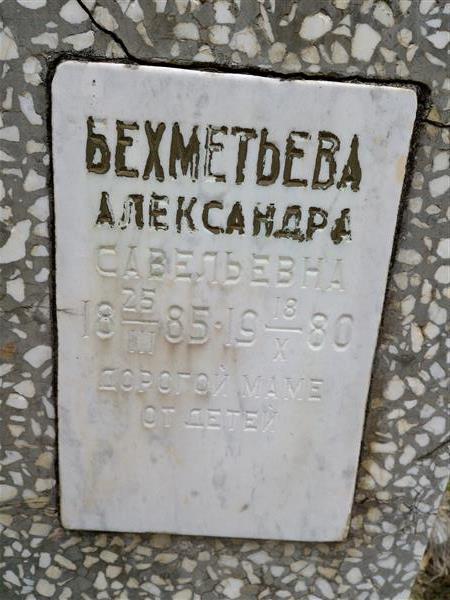 БЕХМЕТЬЕВА
АЛЕКСАНДРА
САВЕЛЬЕВНА
18 25/III 85·19 18/X 80
ДОРОГОЙ МАМЕ
ОТ ДЕТЕЙ